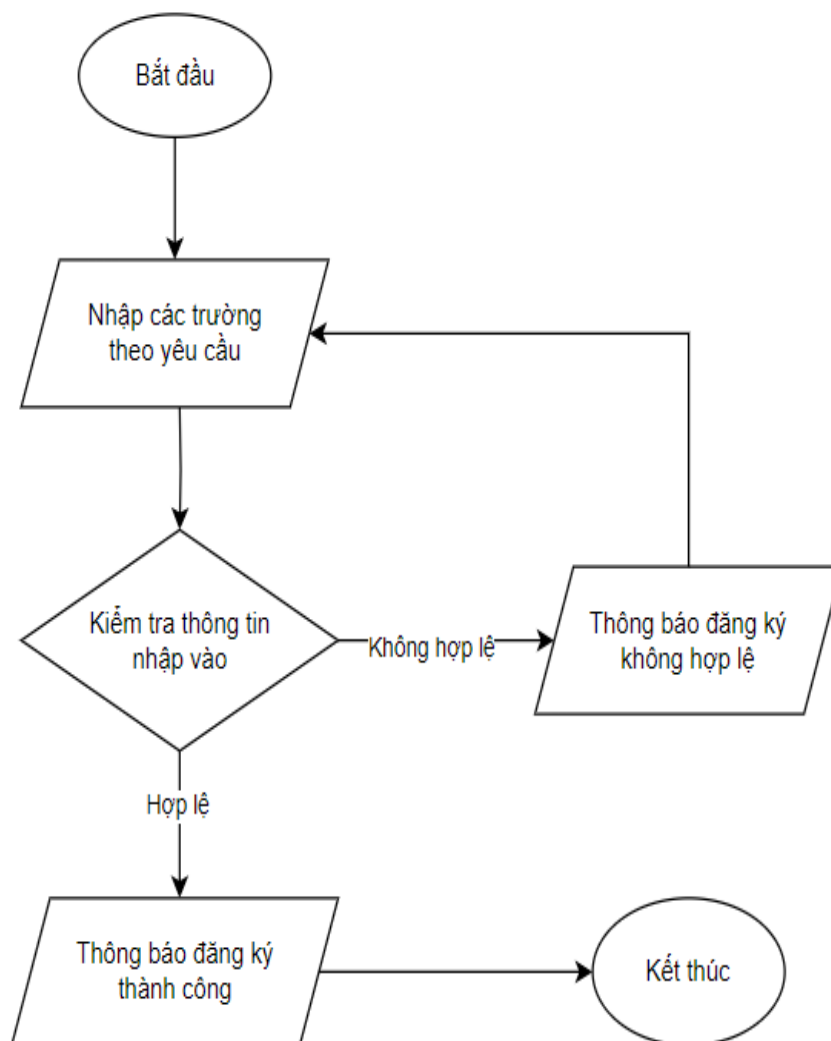 Bắt đầu
Nhập các trường
theo yêu cầu
Kiểm tra thông tin
nhập vào
Không hợp lệ
Thông báo đăng ký
không hợp lệ
Hợp lệ
Thông báo đăng ký
thành công
Kết thúc